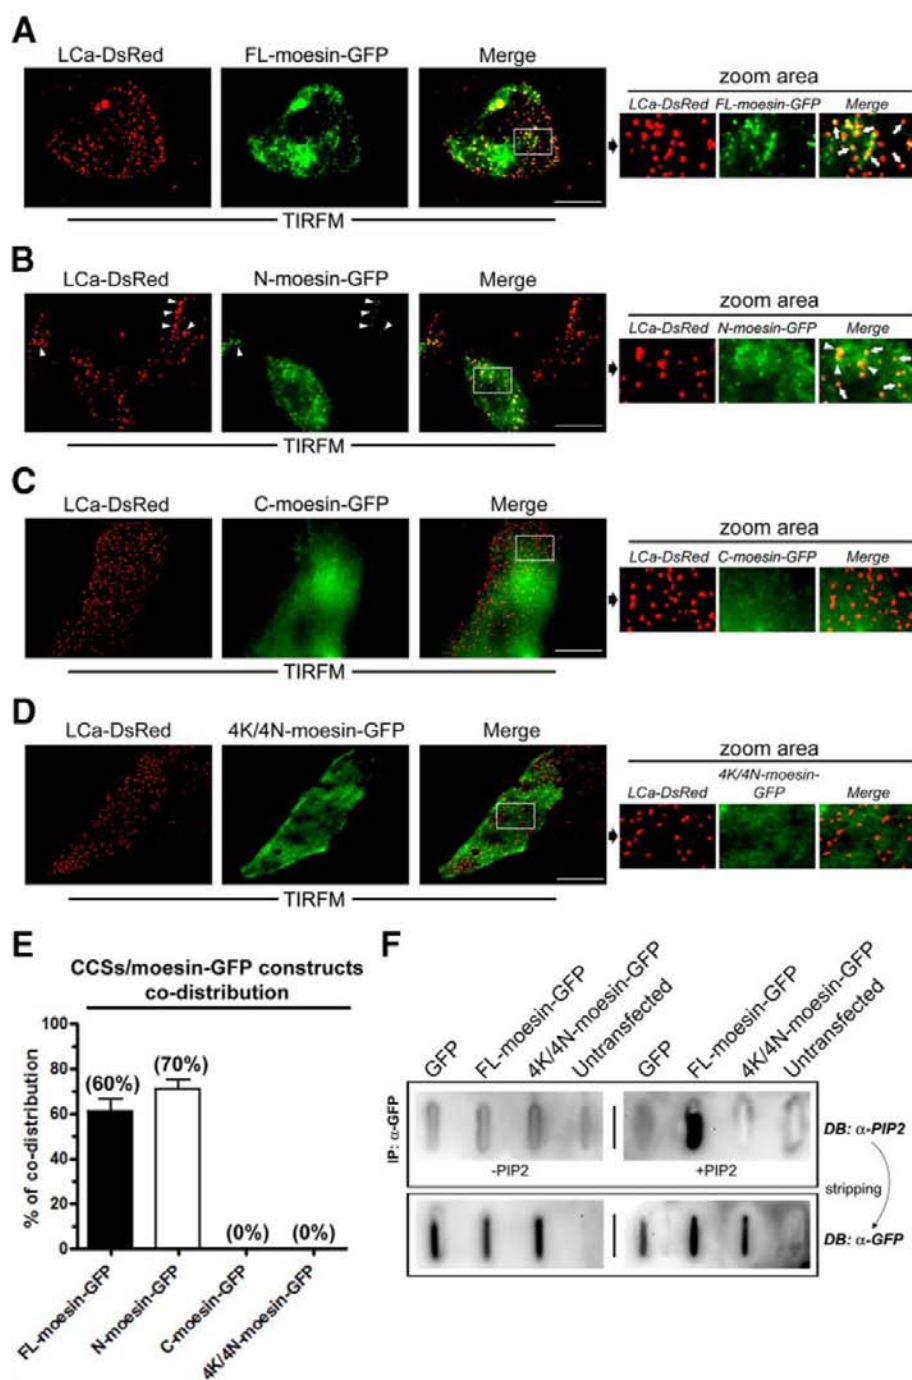 A
LCa-DsRed FL-moesin-GFP Merge
zoom area
LCa-DsRed FL-moesin-GFP Merge
TIRFM
B
LCa-DsRed N-moesin-GFP Merge
zoom area
LCa-DsRed N-moesin-GFP Merge
TIRFM
C
LCa-DsRed C-moesin-GFP Merge
zoom area
LCa-DsRed C-moesin-GFP Merge
TIRFM
D
LCa-DsRed 4K/4N-moesin-GFP Merge
zoom area
4K/4N-moesin-
LCa-DsRed GFP Merge
TIRFM
E
CCSs/moesin-GFP constructs
co-distribution
% of co-distribution
100
80
60
40
20
0
(60%)
(70%)
(0%)
(0%)
FL-moesin-GFP
N-moesin-GFP
C-moesin-GFP
4K/4N-moesin-GFP
F
GFP
FL-moesin-GFP
4K/4N-moesin-GFP
Untransfected
GFP
FL-moesin-GFP
4K/4N-moesin-GFP
Untransfected
IP: α-GFP
-PIP2 +PIP2
DB: α-PIP2
stripping
DB: α-GFP